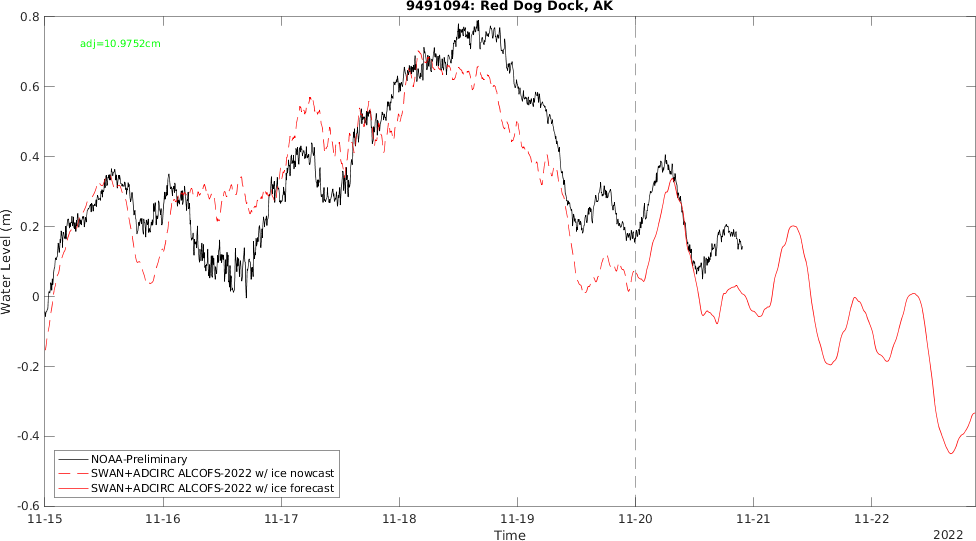 9491094: Red Dog Dock, AK
adj=10.9752cm
Water Level (m)
0.8
0.6
0.4
0.2
0
-0.2
-0.4
-0.6
NOAA-Preliminary
SWAN+ADCIRC ALCOFS-2022 w/ ice nowcast
SWAN+ADCIRC ALCOFS-2022 w/ ice forecast
11-15 11-16 11-17 11-18 11-19 11-20 11-21 11-22
Time
2022